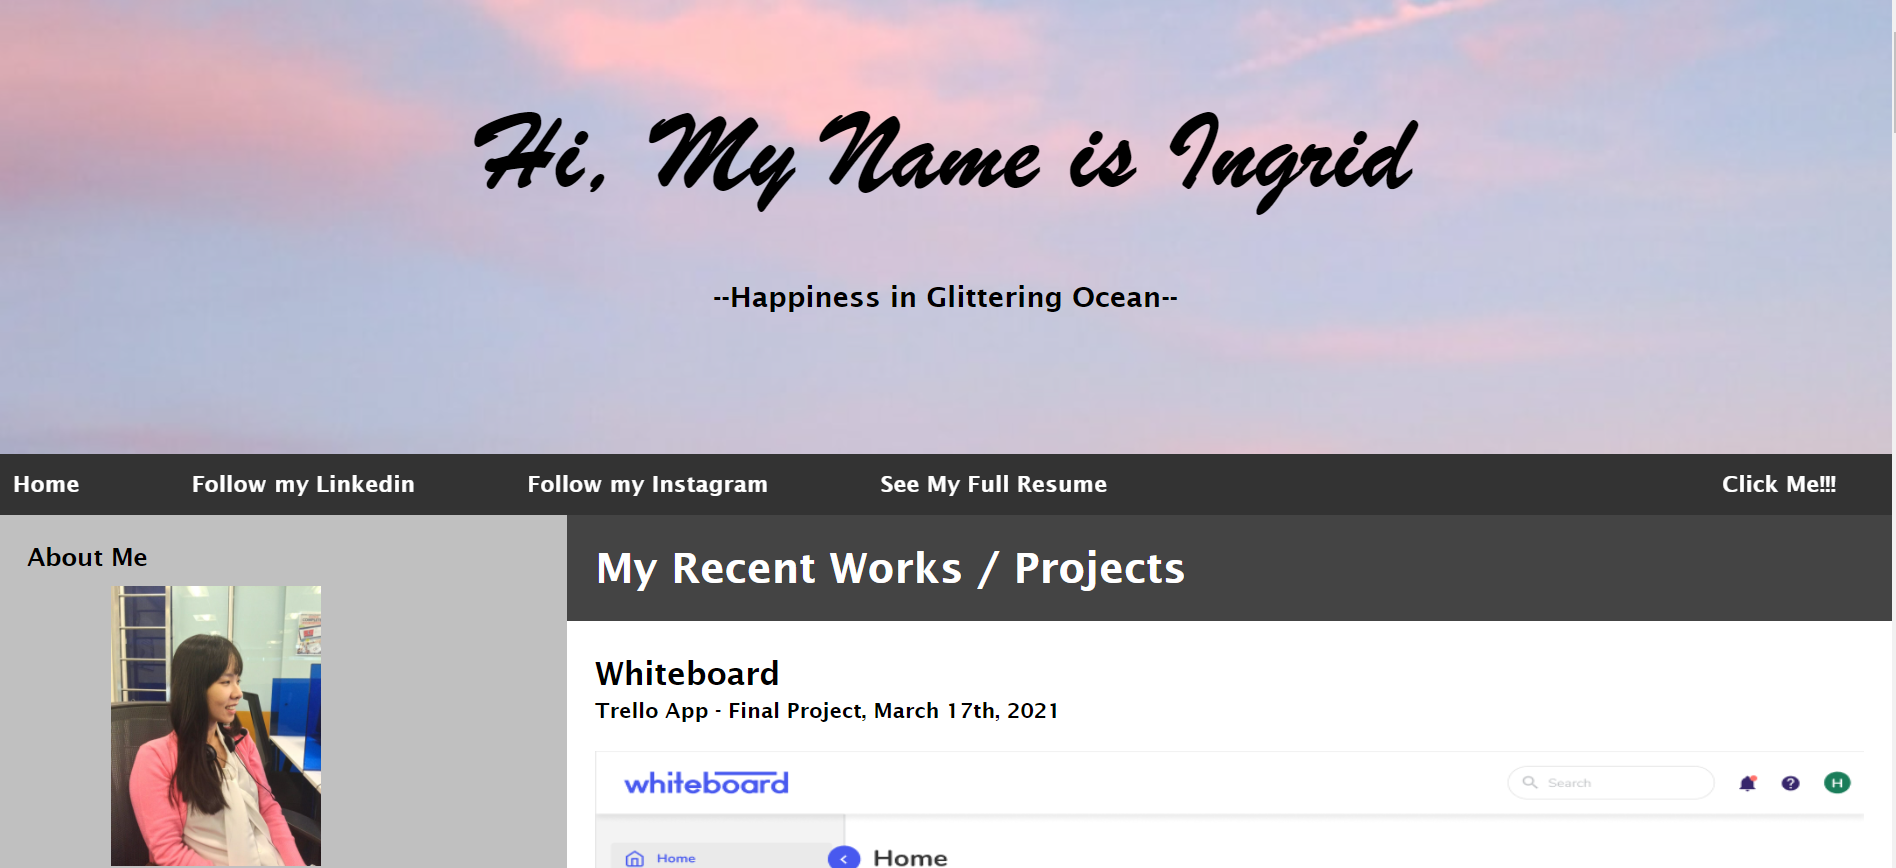 Hi, My Name is Ingrid
--Happiness in Glittering Ocean--
Home Follow my Linkedin Follow my Instagram See My Full Resume Click Me!!!
About Me
My Recent Works / Projects
Whiteboard
Trello App - Final Project, March 17th, 2021
whiteboard Search ? H
Home < Home